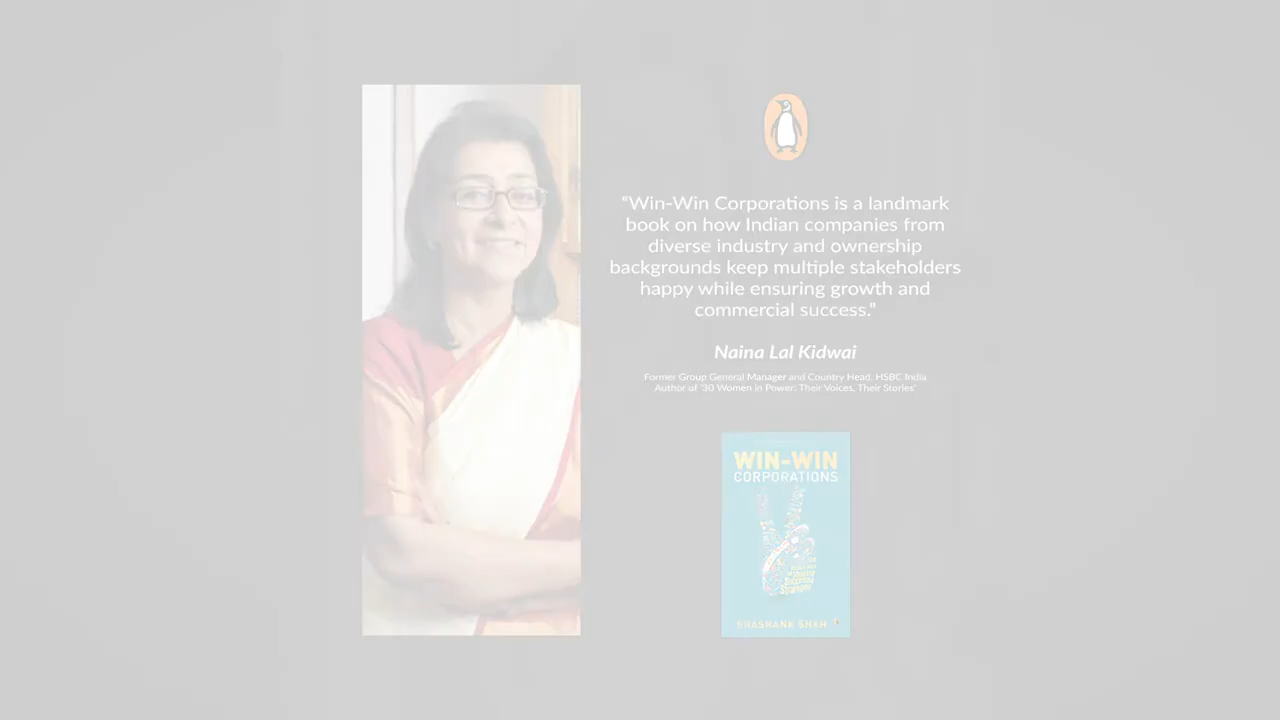 “Win-Win Corporations is a landmark
book on how Indian companies from
diverse industry and ownership
backgrounds keep multiple stakeholders
happy while ensuring growth and
commercial success.”
Naina Lal Kidwai
Former Group General Manager and Country Head, HSBC India
Author of '30 Women in Power: Their Voices, Their Stories'
WIN-WIN
CORPORATIONS
SHASHANK SHAH